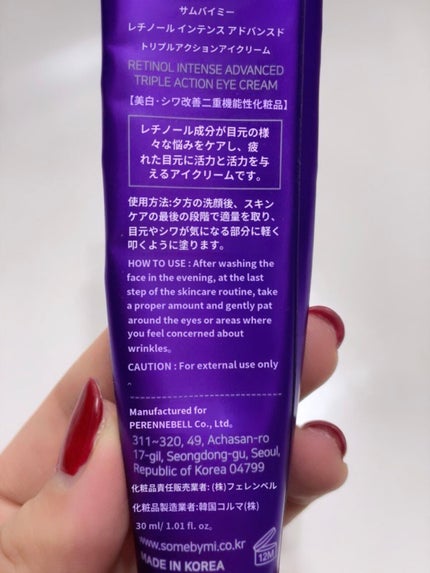 サムバイミー
レチノール インテンス アドバンスド
トリプルアクションアイクリーム
RETINOL INTENSE ADVANCED
TRIPLE ACTION EYE CREAM
【美白·シワ改善二重機能性化粧品】
レチノール成分が目元の様
々な悩みをケアし、疲
れた目元に活力と活力を与
えるアイクリームです。
使用方法:夕方の洗顔後、スキン
ケアの最後の段階で適量を取り、
目元やシワが気になる部分に軽く
叩くように塗ります。
HOW TO USE : After washing the
face in the evening, at the last
step of the skincare routine, take
a proper amount and gently pat
around the eyes or areas where
you feel concerned about
wrinkles。
CAUTION : For external use only
^
Manufactured for
PERENNEBELL Co., Ltd。
311~320, 49, Achasan-ro
17-gil, Seongdong-gu, Seoul,
Republic of Korea 04799
化粧品責任販売業者: (株)フェレンベル
化粧品製造業者:韓国コルマ(株)
30 ml/ 1.01 fl. oz。
www.somebymi.co.kr
12M
MADE IN KOREA